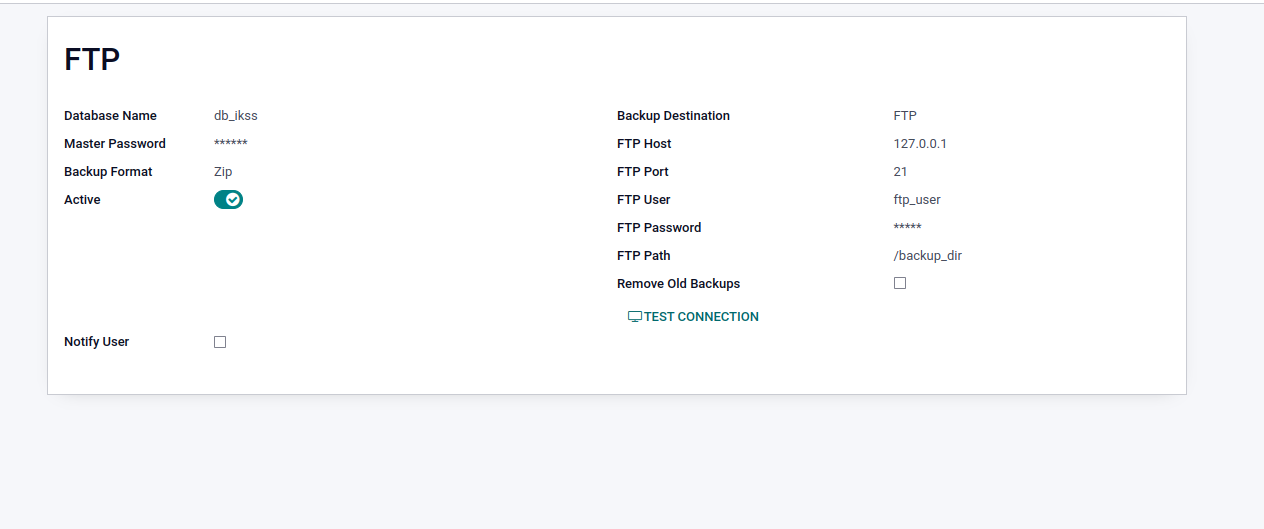 FTP
Database Name db_ikss
Master Password ******
Backup Format Zip
Active
Backup Destination FTP
FTP Host 127.0.0.1
FTP Port 21
FTP User ftp_user
FTP Password *****
FTP Path /backup_dir
Remove Old Backups
TEST CONNECTION
Notify User